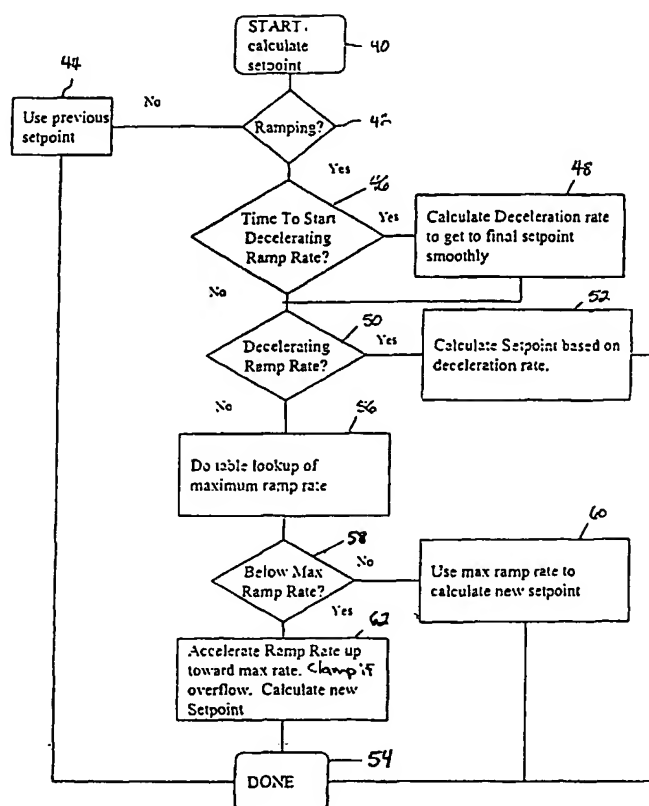 START.
calculate
setpoint
40
44
No
Use previous
setpoint
Ramping?
42
Yes
46
48
Time To Start
Decelerating
Ramp Rate?
Yes
Calculate Deceleration rate
to get to final setpoint
smoothly
No
50
52
Decelerating
Ramp Rate?
Yes
Calculate Setpoint based on
deceleration rate.
No
56
Do table lookup of
maximum ramp rate
58
60
Below Max
Ramp Rate?
No
Use max ramp rate to
calculate new setpoint
Yes
62
Accelerate Ramp Rate up
toward max rate. Clamp if
overflow. Calculate new
Setpoint
54
DONE